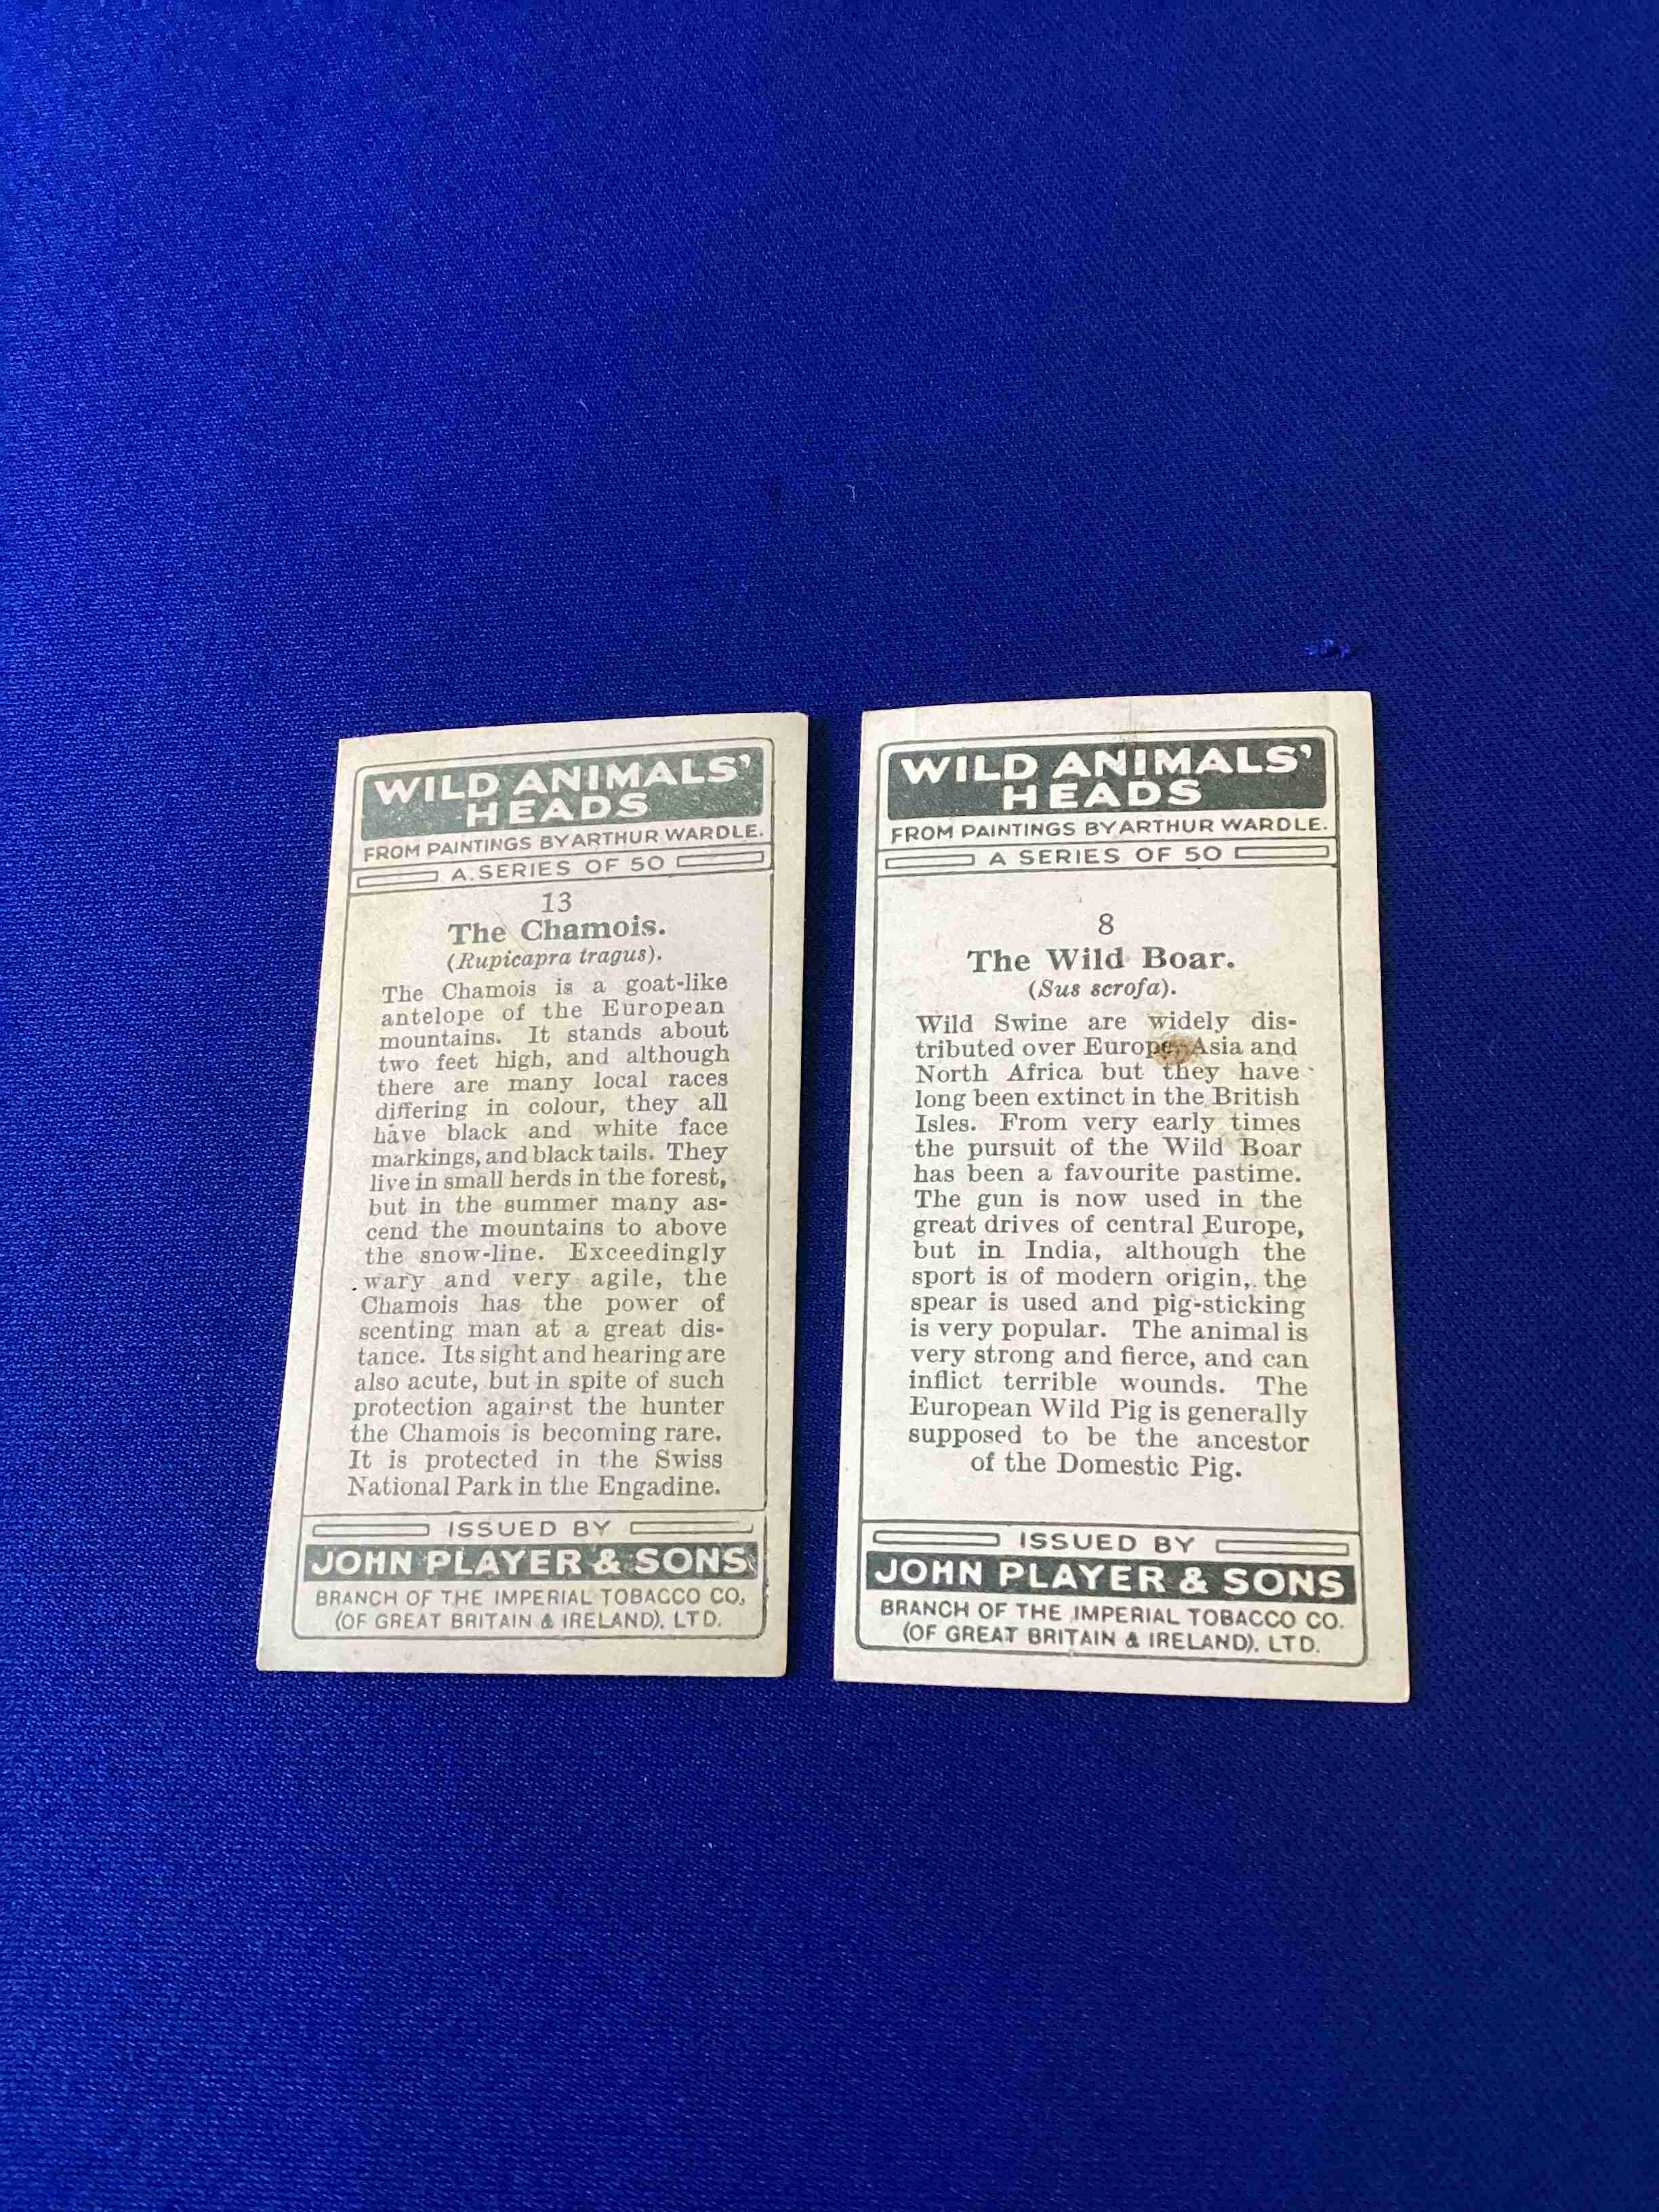 WILD ANIMALS'
HEADS
FROM PAINTINGS BY ARTHUR WARDLE.
A SERIES OF 50
13
The Chamois.
(Rupicapra tragus).
The Chamois is a goat-like
antelope of the European
mountains. It stands about
two feet high, and although
there are many local races
differing in colour, they all
have black and white face
markings, and black tails. They
live in small herds in the forest,
but in the summer many as-
cend the mountains to above
the snow-line. Exceedingly
wary and very agile, the
Chamois has the power of
scenting man at a great dis-
tance. Its sight and hearing are
also acute, but in spite of such
protection against the hunter
the Chamois is becoming rare.
It is protected in the Swiss
National Park in the Engadine.
ISSUED BY
JOHN PLAYER & SONS
BRANCH OF THE IMPERIAL TOBACCO CO.,
(OF GREAT BRITAIN & IRELAND), LTD.
WILD ANIMALS'
HEADS
FROM PAINTINGS BY ARTHUR WARDLE.
A SERIES OF 50
8
The Wild Boar.
(Sus scrofa).
Wild Swine are widely dis-
tributed over Europe, Asia and
North Africa but they have
long been extinct in the British
Isles. From very early times
the pursuit of the Wild Boar
has been a favourite pastime.
The gun is now used in the
great drives of central Europe,
but in India, although the
sport is of modern origin, the
spear is used and pig-sticking
is very popular. The animal is
very strong and fierce, and can
inflict terrible wounds. The
European Wild Pig is generally
supposed to be the ancestor
of the Domestic Pig.
ISSUED BY
JOHN PLAYER & SONS
BRANCH OF THE IMPERIAL TOBACCO CO.
(OF GREAT BRITAIN & IRELAND), LTD.